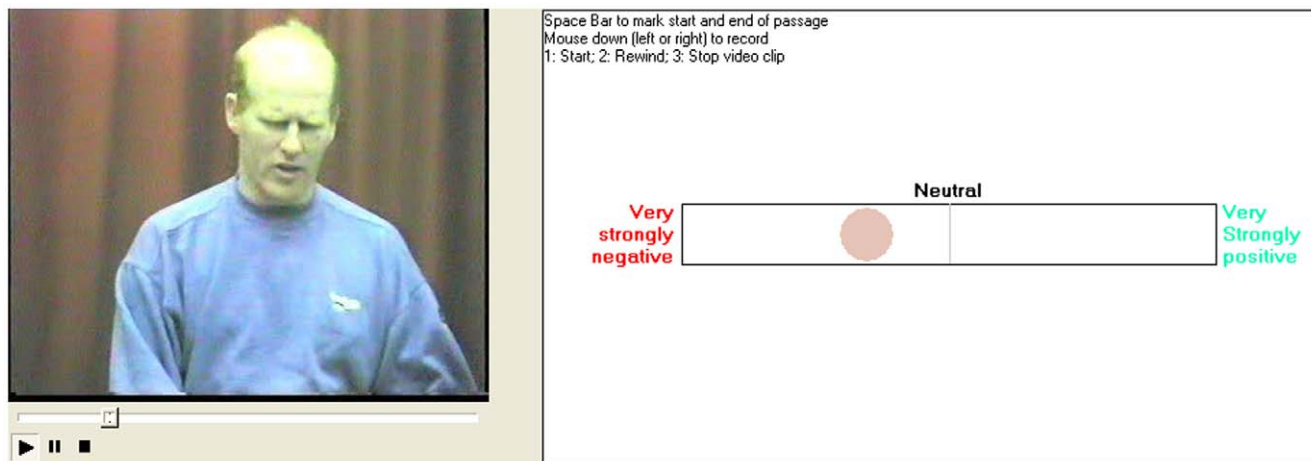 Space Bar to mark start and end of passage
Mouse down (left or right) to record
1: Start; 2: Rewind; 3: Stop video clip
Neutral
Very
strongly
negative
Very
Strongly
positive